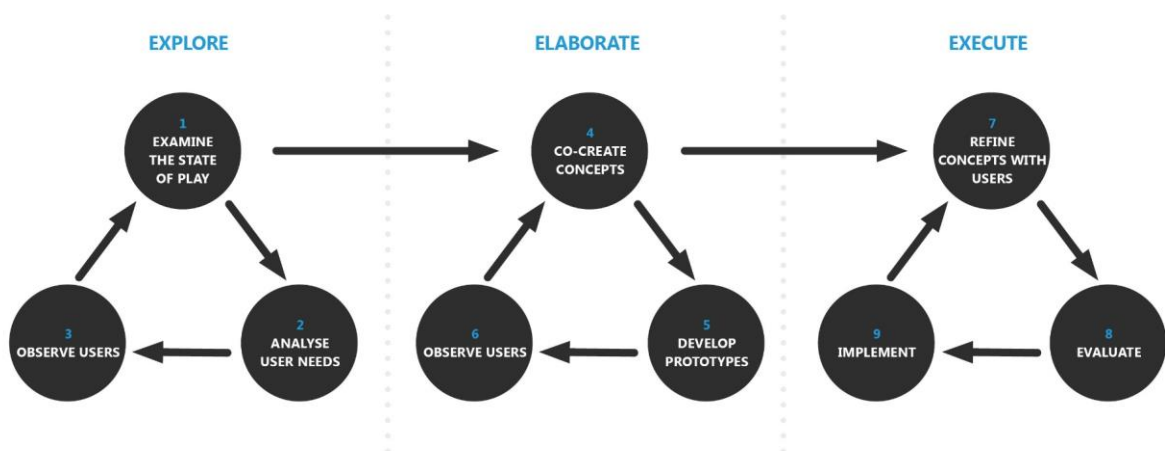 EXPLORE
1
EXAMINE
THE STATE
OF PLAY
3
OBSERVE USERS
2
ANALYSE
USER NEEDS
ELABORATE
4
CO-CREATE
CONCEPTS
6
OBSERVE USERS
5
DEVELOP
PROTOTYPES
EXECUTE
7
REFINE
CONCEPTS WITH
USERS
9
IMPLEMENT
8
EVALUATE